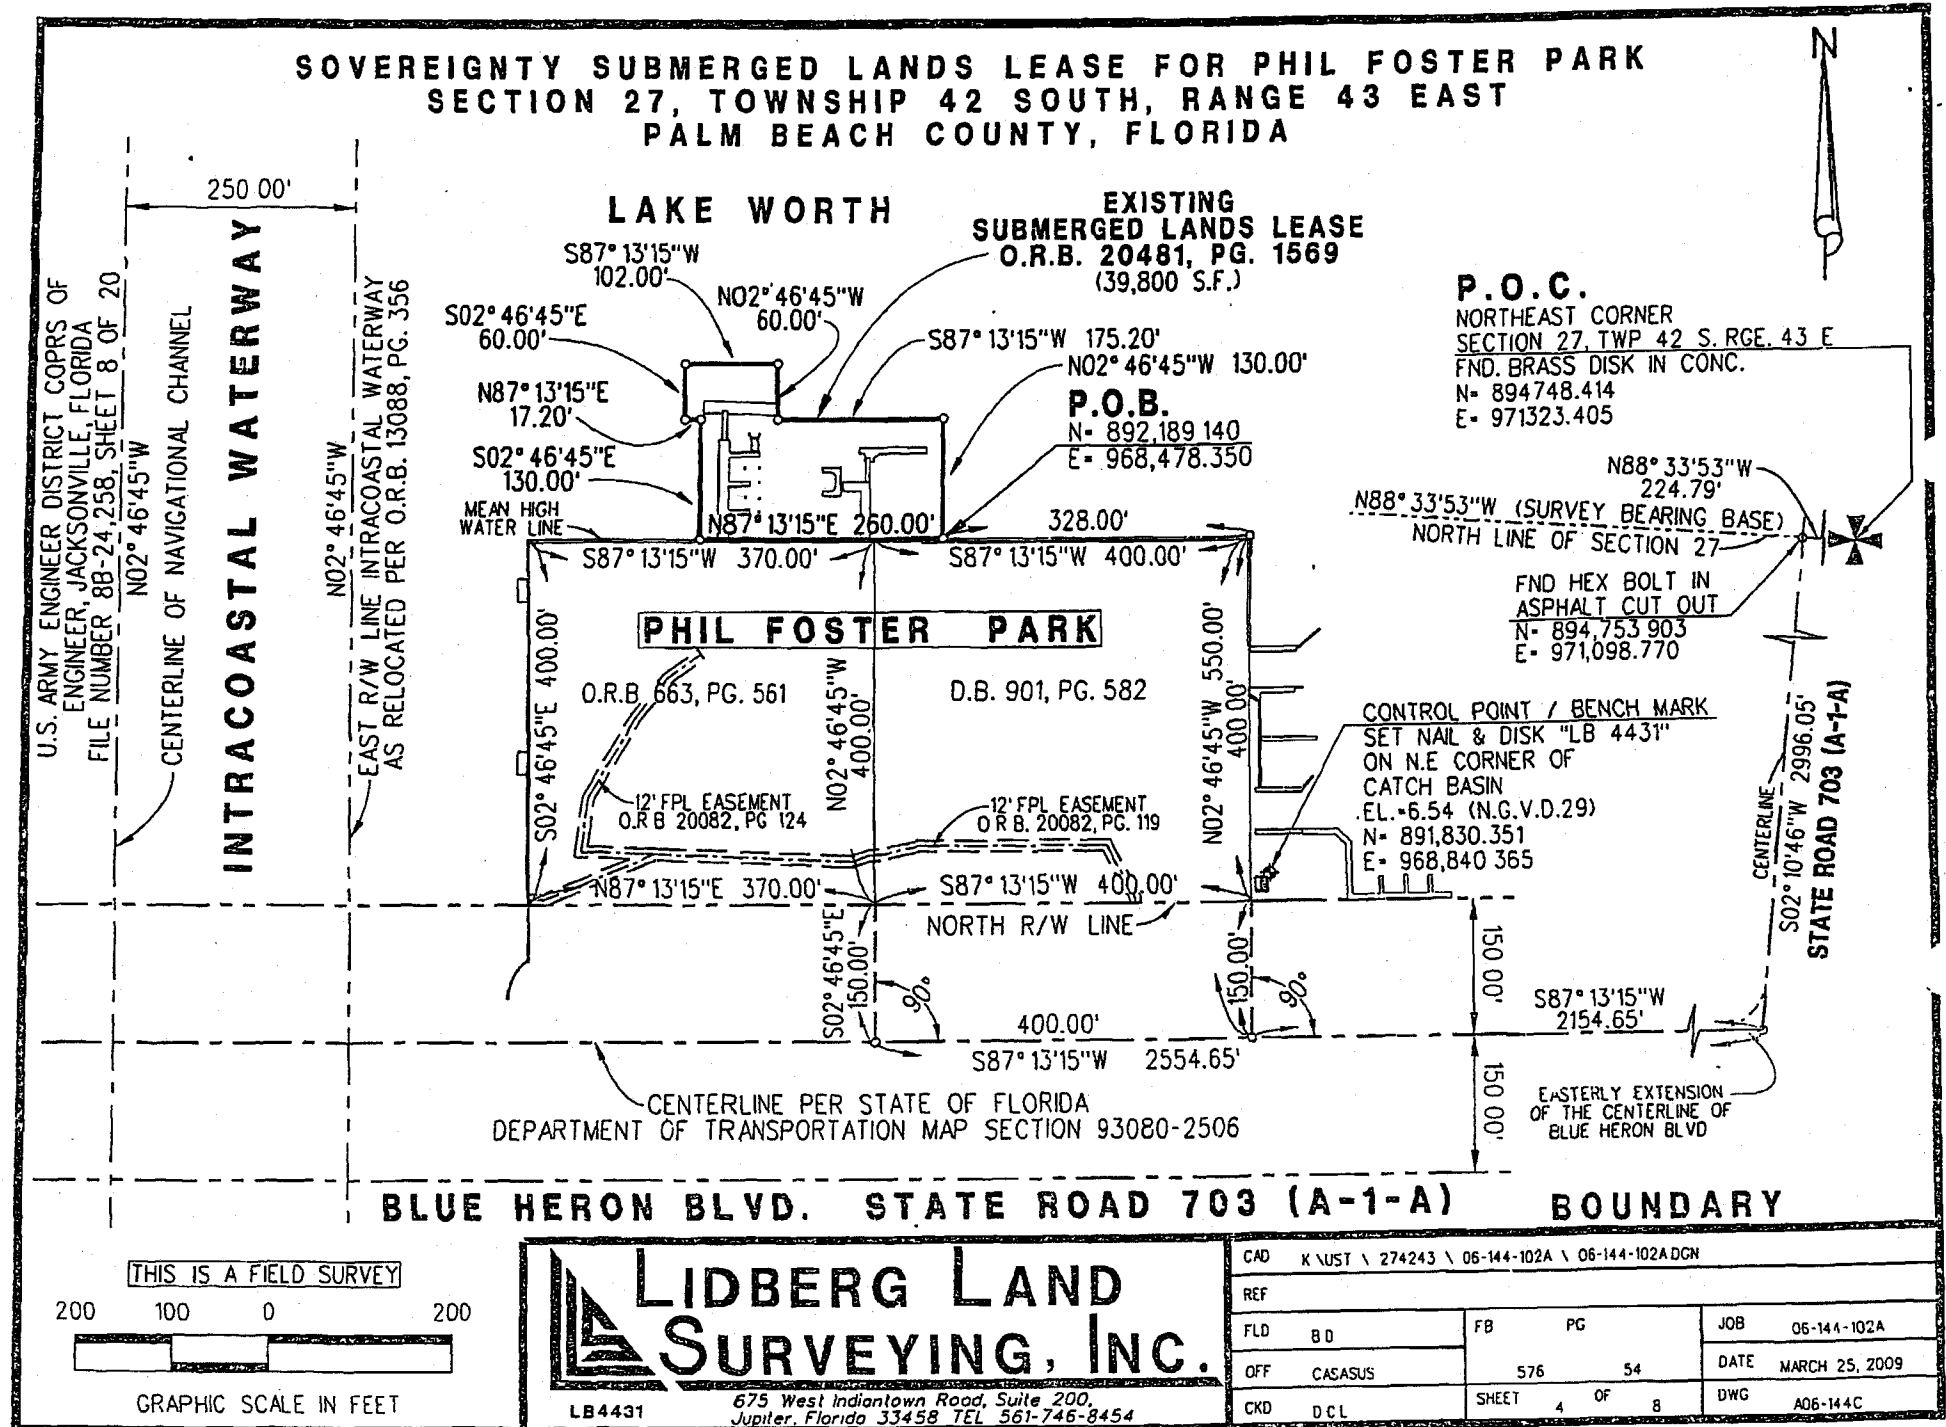 SOVEREIGNTY SUBMERGED LANDS LEASE FOR PHIL FOSTER PARK
SECTION 27, TOWNSHIP 42 SOUTH, RANGE 43 EAST
PALM BEACH COUNTY, FLORIDA
N
250 00'
LAKE WORTH
EXISTING
SUBMERGED LANDS LEASE
O.R.B. 20481, PG. 1569
(39,800 S.F.)
U.S. ARMY ENGINEER DISTRICT COPRS OF
ENGINEER, JACKSONVILLE, FLORIDA
FILE NUMBER 8B-24,258, SHEET 8 OF 20
N02°46'45"W
CENTERLINE OF NAVIGATIONAL CHANNEL
INTRACOASTAL WATERWAY
N02°46'45"W
EAST R/W LINE INTRACOASTAL WATERWAY
AS RELOCATED PER O.R.B. 13088, PG. 356
S87°13'15"W
102.00'
N02°46'45"W
60.00'
S02°46'45"E
60.00'
S87°13'15"W 175.20'
N02°46'45"W 130.00'
N87°13'15"E
17.20'
S02°46'45"E
130.00'
MEAN HIGH
WATER LINE
P.O.B.
N= 892,189 140
E= 968,478.350
P.O.C.
NORTHEAST CORNER
SECTION 27, TWP 42 S. RGE. 43 E
FND. BRASS DISK IN CONC.
N= 894748.414
E= 971323.405
N88°33'53"W
224.79'
N88°33'53"W (SURVEY BEARING BASE)
NORTH LINE OF SECTION 27
FND HEX BOLT IN
ASPHALT CUT OUT
N= 894,753 903
E= 971,098.770
N87°13'15"E 260.00'
328.00'
S87°13'15"W 370.00'
S87°13'15"W 400.00'
PHIL FOSTER PARK
O.R.B 663, PG. 561
D.B. 901, PG. 582
S02°46'45"E 400.00'
N02°46'45"W
400.00'
N02°46'45"W 550.00'
400 00'
12' FPL EASEMENT
O.R B 20082, PG 124
12' FPL EASEMENT
O R B. 20082, PG. 119
CONTROL POINT / BENCH MARK
SET NAIL & DISK "LB 4431"
ON N.E CORNER OF
CATCH BASIN
EL.=6.54 (N.G.V.D.29)
N= 891,830.351
E= 968,840 365
CENTERLINE
S02°10'46"W 2996.05'
STATE ROAD 703 (A-1-A)
N87°13'15"E 370.00'
S87°13'15"W 400.00'
NORTH R/W LINE
S02°46'45"E
150.00'
90°
150.00'
90°
150 00'
150 00'
S87°13'15"W
2154.65'
400.00'
S87°13'15"W 2554.65'
CENTERLINE PER STATE OF FLORIDA
DEPARTMENT OF TRANSPORTATION MAP SECTION 93080-2506
EASTERLY EXTENSION
OF THE CENTERLINE OF
BLUE HERON BLVD
BLUE HERON BLVD. STATE ROAD 703 (A-1-A)
BOUNDARY
THIS IS A FIELD SURVEY
200 100 0 200
GRAPHIC SCALE IN FEET
LIDBERG LAND
SURVEYING, INC.
LB4431
675 West Indiantown Road, Suite 200,
Jupiter, Florida 33458 TEL 561-746-8454
CAD K\UST \ 274243 \ 06-144-102A \ 06-144-102A DGN
REF
FLD BD
FB PG
576 54
JOB 06-144-102A
OFF CASASUS
DATE MARCH 25, 2009
CKD DCL
SHEET 4 OF 8
DWG A06-144C